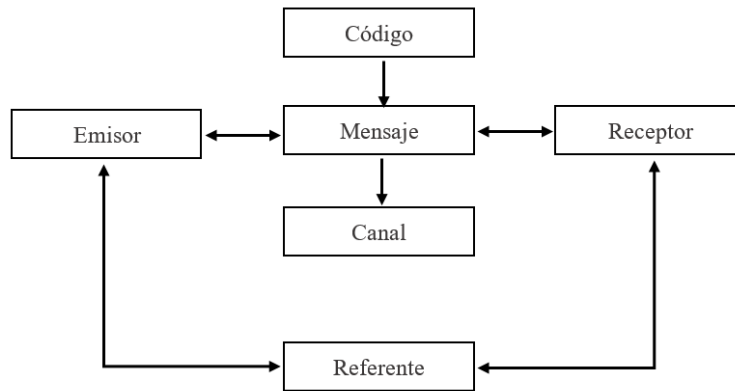 Código
Emisor
Mensaje
Receptor
Canal
Referente